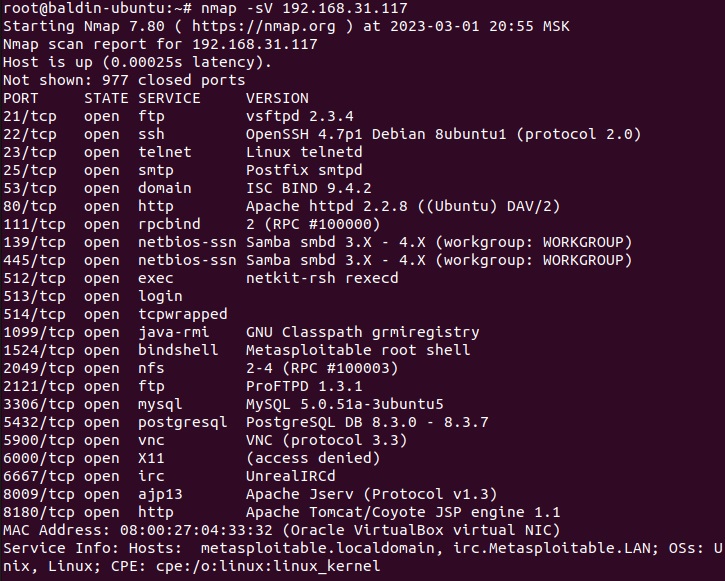 root@baldin-ubuntu:~# nmap -sV 192.168.31.117
Starting Nmap 7.80 ( https://nmap.org ) at 2023-03-01 20:55 MSK
Nmap scan report for 192.168.31.117
Host is up (0.00025s latency).
Not shown: 977 closed ports
PORT     STATE SERVICE     VERSION
21/tcp   open  ftp         vsftpd 2.3.4
22/tcp   open  ssh         OpenSSH 4.7p1 Debian 8ubuntu1 (protocol 2.0)
23/tcp   open  telnet      Linux telnetd
25/tcp   open  smtp        Postfix smtpd
53/tcp   open  domain      ISC BIND 9.4.2
80/tcp   open  http        Apache httpd 2.2.8 ((Ubuntu) DAV/2)
111/tcp  open  rpcbind     2 (RPC #100000)
139/tcp  open  netbios-ssn Samba smbd 3.X - 4.X (workgroup: WORKGROUP)
445/tcp  open  netbios-ssn Samba smbd 3.X - 4.X (workgroup: WORKGROUP)
512/tcp  open  exec        netkit-rsh rexecd
513/tcp  open  login
514/tcp  open  tcpwrapped
1099/tcp open  java-rmi    GNU Classpath grmiregistry
1524/tcp open  bindshell   Metasploitable root shell
2049/tcp open  nfs         2-4 (RPC #100003)
2121/tcp open  ftp         ProFTPD 1.3.1
3306/tcp open  mysql       MySQL 5.0.51a-3ubuntu5
5432/tcp open  postgresql  PostgreSQL DB 8.3.0 - 8.3.7
5900/tcp open  vnc         VNC (protocol 3.3)
6000/tcp open  X11         (access denied)
6667/tcp open  irc         UnrealIRCd
8009/tcp open  ajp13       Apache Jserv (Protocol v1.3)
8180/tcp open  http        Apache Tomcat/Coyote JSP engine 1.1
MAC Address: 08:00:27:04:33:32 (Oracle VirtualBox virtual NIC)
Service Info: Hosts:  metasploitable.localdomain, irc.Metasploitable.LAN; OSs: U
nix, Linux; CPE: cpe:/o:linux:linux_kernel